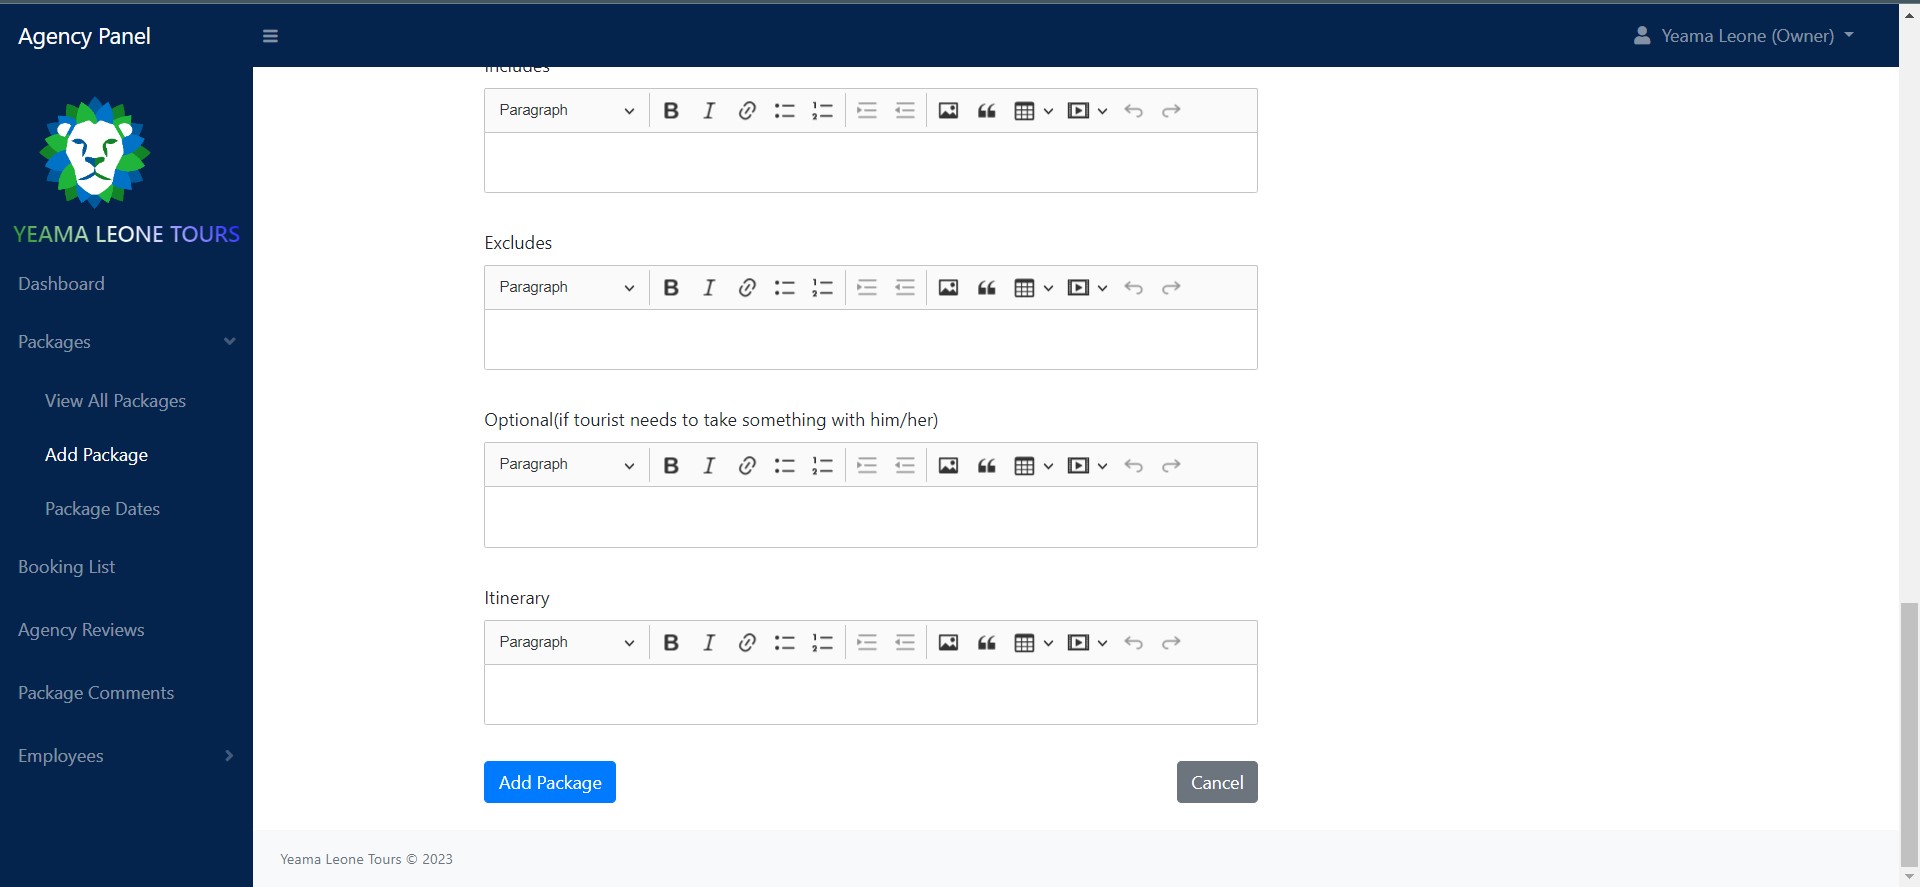 Agency Panel
Yeama Leone (Owner)
YEAMA LEONE TOURS
Dashboard
Packages
View All Packages
Add Package
Package Dates
Booking List
Agency Reviews
Package Comments
Employees
Includes
Paragraph
Excludes
Paragraph
Optional(if tourist needs to take something with him/her)
Paragraph
Itinerary
Paragraph
Add Package
Cancel
Yeama Leone Tours © 2023